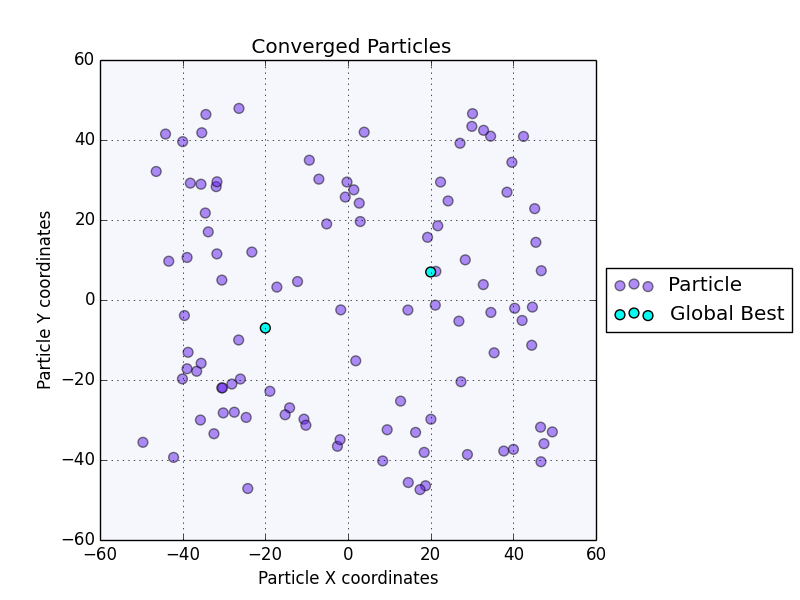 Converged Particles
60
40
20
0
−20
−40
−60
−60 −40 −20 0 20 40 60
Particle Y coordinates
Particle X coordinates
Particle
Global Best